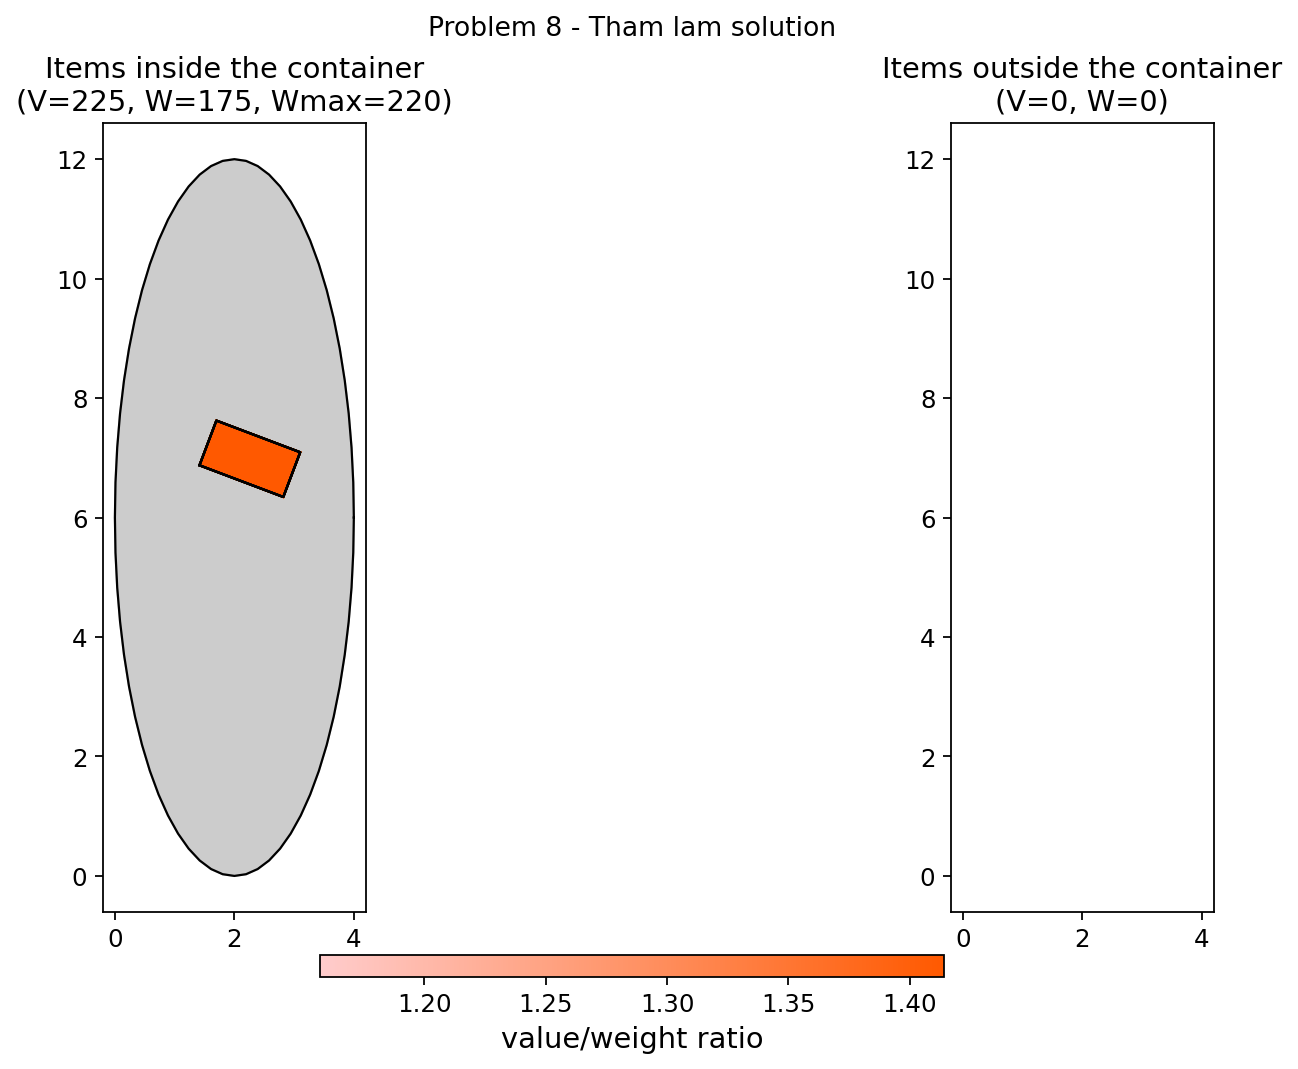 Problem 8 - Tham lam solution
Items inside the container
(V=225, W=175, Wmax=220)
Items outside the container
(V=0, W=0)
12
10
8
6
4
2
0
0 2 4
12
10
8
6
4
2
0
0 2 4
1.20 1.25 1.30 1.35 1.40
value/weight ratio